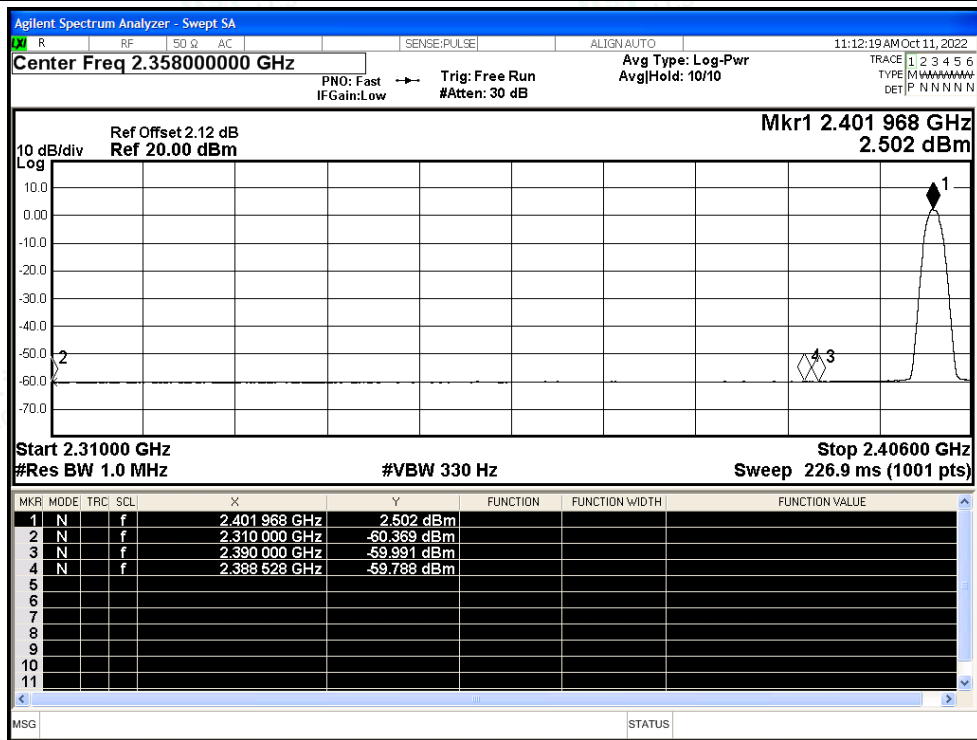 Agilent Spectrum Analyzer - Swept SA
LXI R RF 50 Ω AC SENSE:PULSE ALIGN AUTO 11:12:19 AM Oct 11, 2022
Center Freq 2.358000000 GHz
PNO: Fast Trig: Free Run Avg Type: Log-Pwr TRACE 1 2 3 4 5 6
IFGain:Low #Atten: 30 dB Avg|Hold: 10/10 TYPE M WWWWW
DET P N N N N N
Mkr1 2.401 968 GHz
2.502 dBm
Ref Offset 2.12 dB
10 dB/div Ref 20.00 dBm
Log
10.0
0.00
-10.0
-20.0
-30.0
-40.0
-50.0
-60.0
-70.0
1
2
4 3
Start 2.31000 GHz Stop 2.40600 GHz
#Res BW 1.0 MHz #VBW 330 Hz Sweep 226.9 ms (1001 pts)
MKR MODE TRC SCL X Y FUNCTION FUNCTION WIDTH FUNCTION VALUE
1 N f 2.401 968 GHz 2.502 dBm
2 N f 2.310 000 GHz -60.369 dBm
3 N f 2.390 000 GHz -59.991 dBm
4 N f 2.388 528 GHz -59.788 dBm
5
6
7
8
9
10
11
MSG STATUS